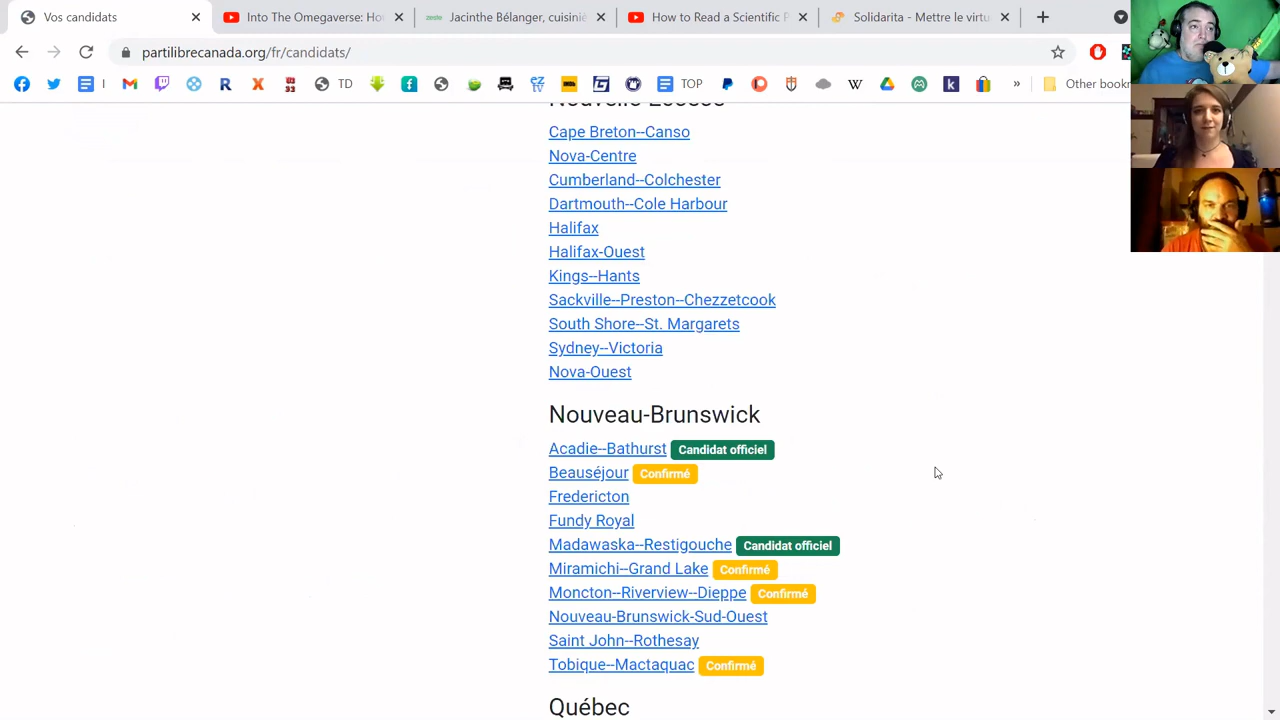 Vos candidats
Into The Omegaverse: Ho
Jacinthe Bélanger, cuisiniè
How to Read a Scientific P
Solidarita - Mettre le virtu
partilibrecanada.org/fr/candidats/
TD
TOP
Other bookm
Cape Breton--Canso
Nova-Centre
Cumberland--Colchester
Dartmouth--Cole Harbour
Halifax
Halifax-Ouest
Kings--Hants
Sackville--Preston--Chezzetcook
South Shore--St. Margarets
Sydney--Victoria
Nova-Ouest
Nouveau-Brunswick
Acadie--Bathurst Candidat officiel
Beauséjour Confirmé
Fredericton
Fundy Royal
Madawaska--Restigouche Candidat officiel
Miramichi--Grand Lake Confirmé
Moncton--Riverview--Dieppe Confirmé
Nouveau-Brunswick-Sud-Ouest
Saint John--Rothesay
Tobique--Mactaquac Confirmé
Québec